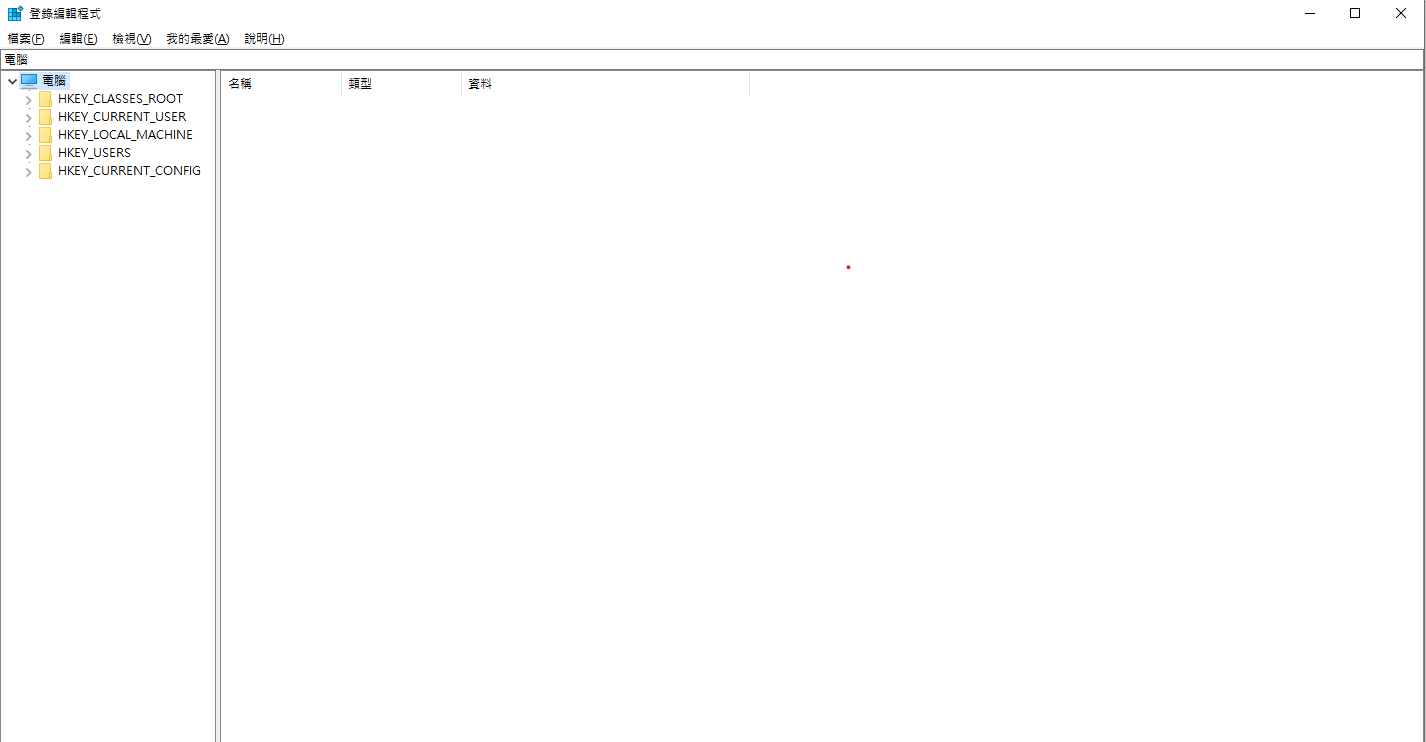 登錄編輯程式
檔案(F) 編輯(E) 檢視(V) 我的最愛(A) 說明(H)
電腦
電腦
HKEY_CLASSES_ROOT
HKEY_CURRENT_USER
HKEY_LOCAL_MACHINE
HKEY_USERS
HKEY_CURRENT_CONFIG
名稱 類型 資料